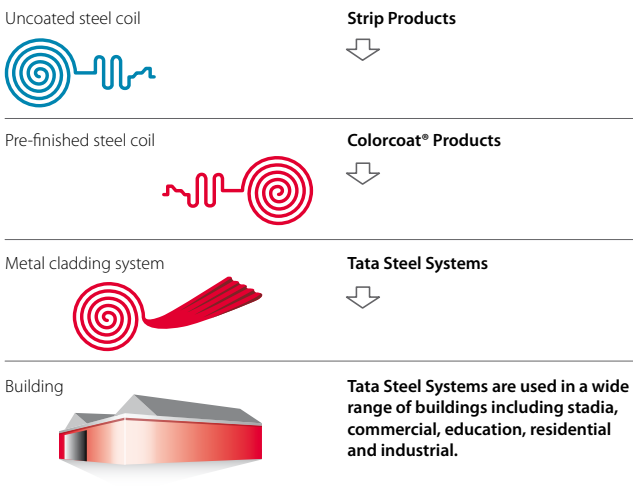 Uncoated steel coil
Strip Products
Pre-finished steel coil
Colorcoat® Products
Metal cladding system
Tata Steel Systems
Building
Tata Steel Systems are used in a wide
range of buildings including stadia,
commercial, education, residential
and industrial.